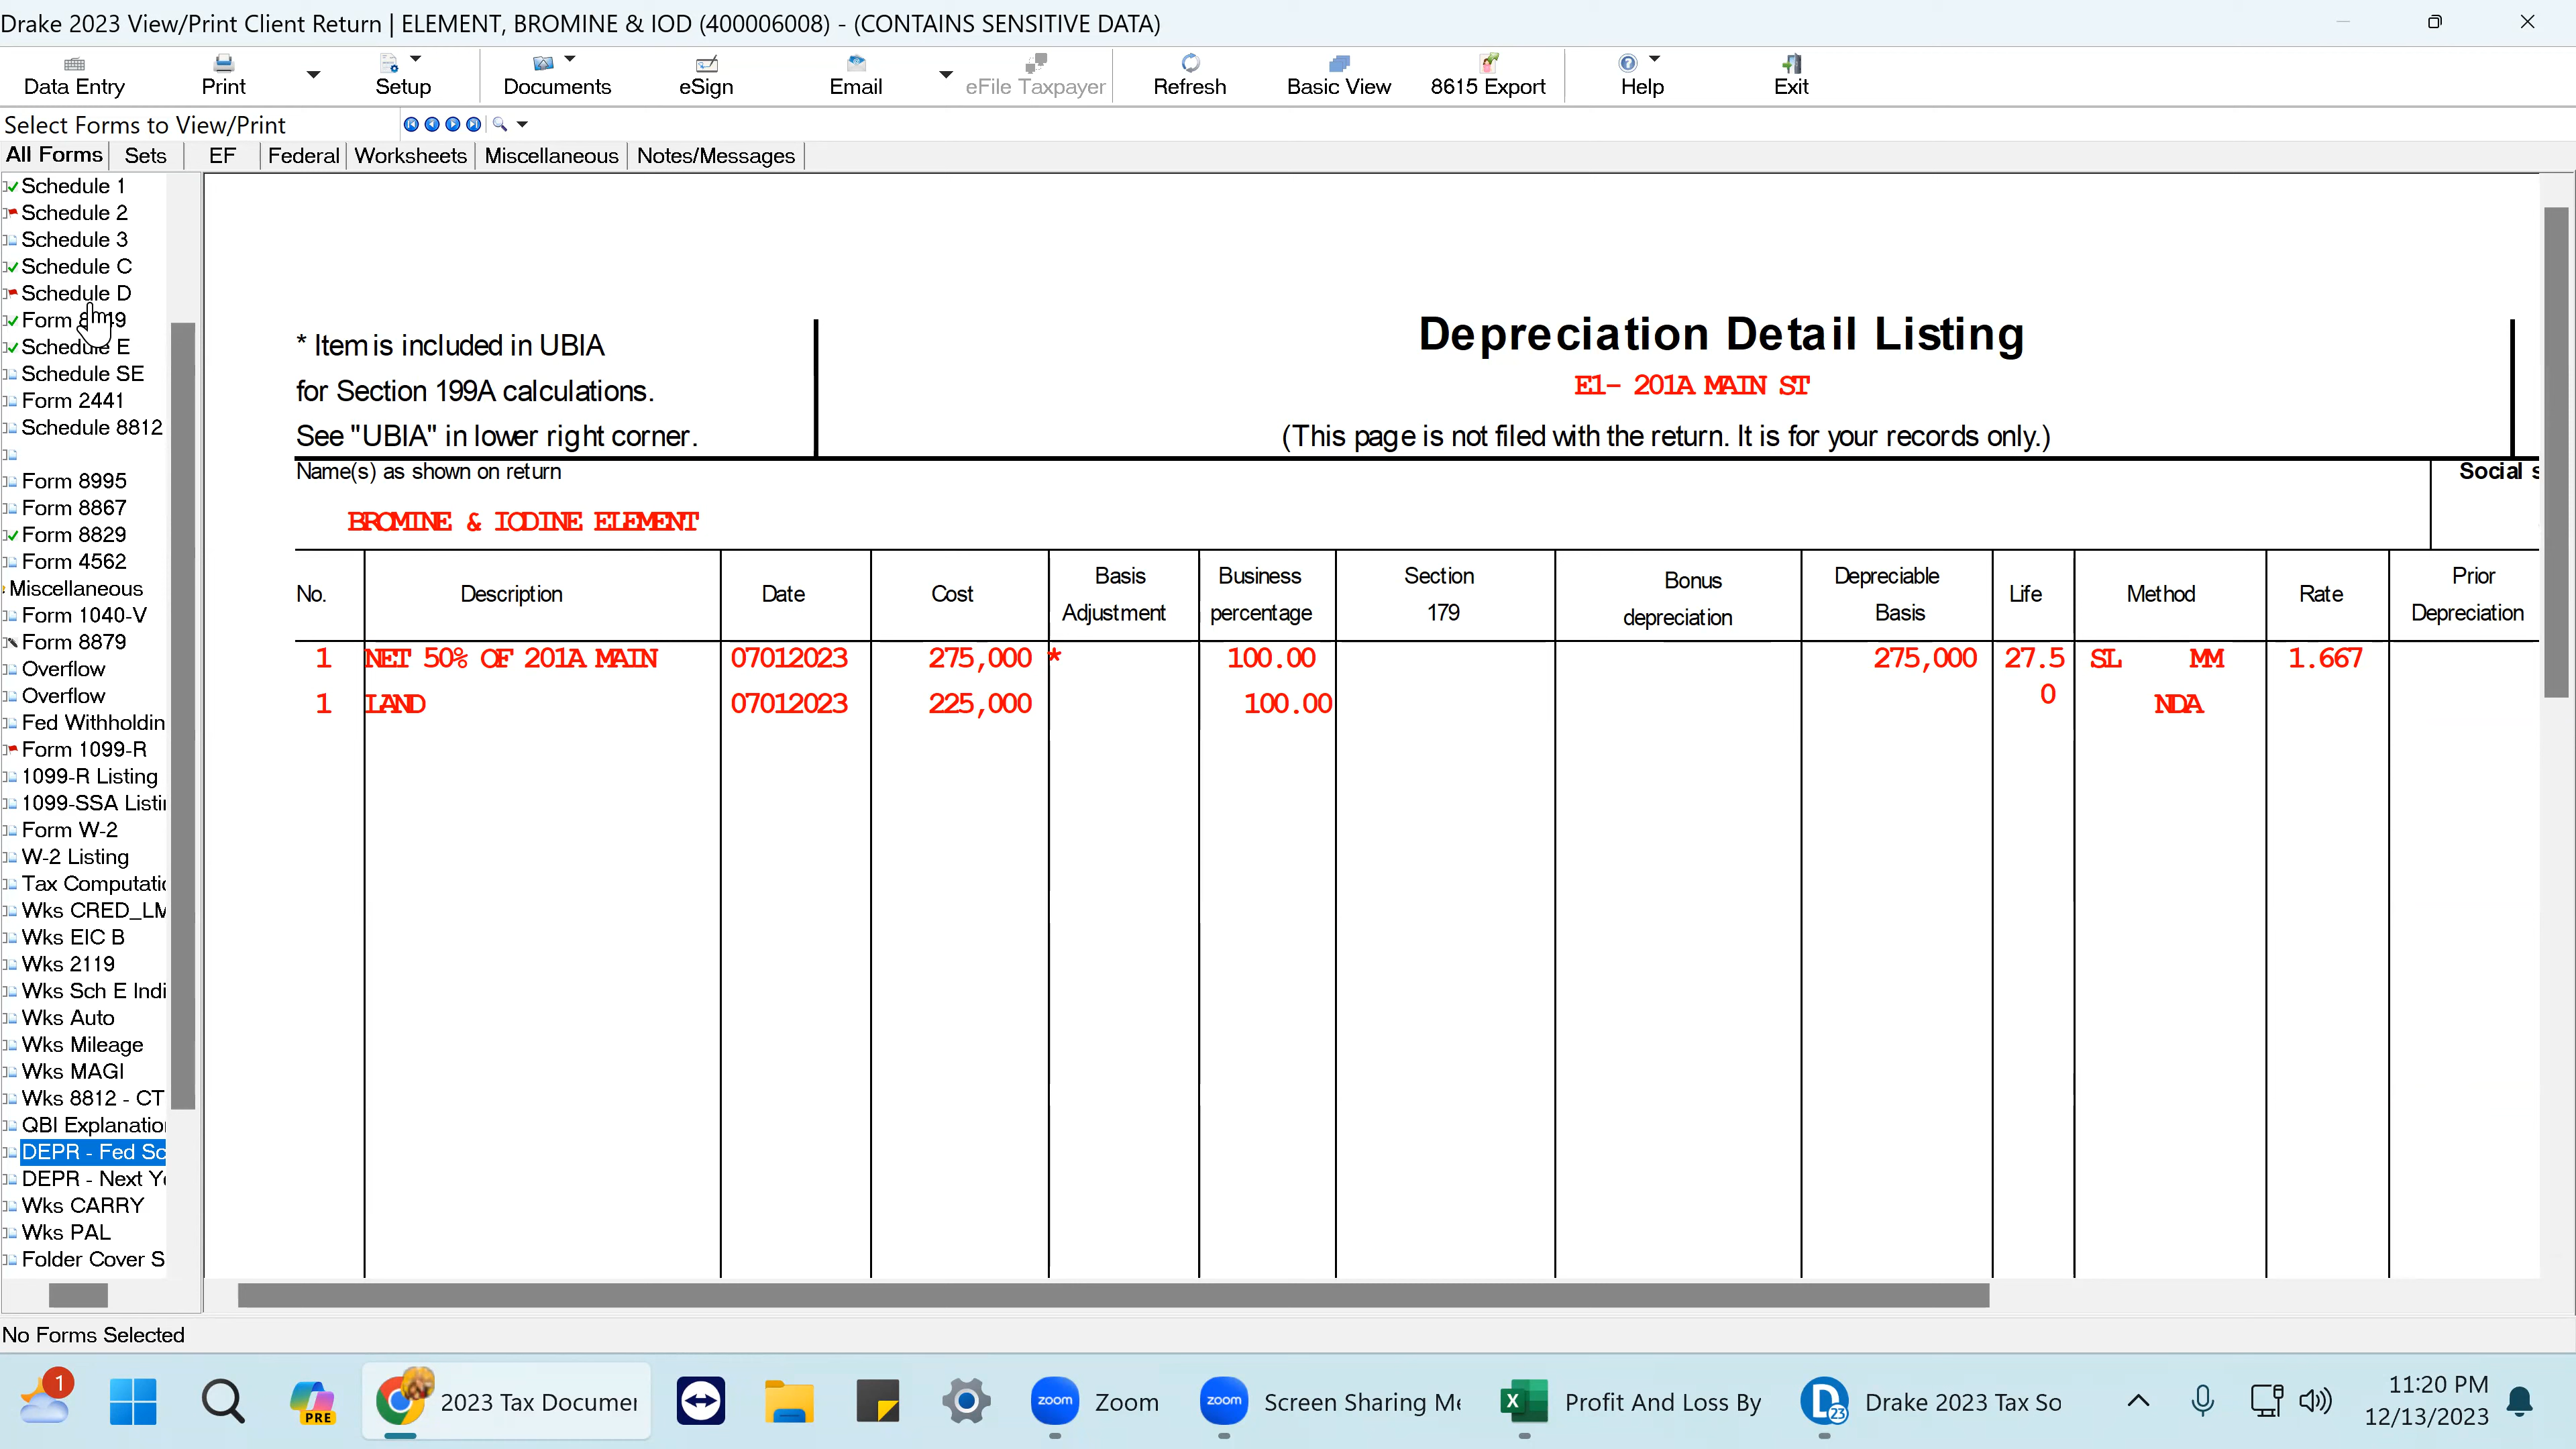 Drake 2023 View/Print Client Return | ELEMENT, BROMINE & IOD (400006008) - (CONTAINS SENSITIVE DATA)
Data Entry Print Setup Documents eSign Email eFile Taxpayer Refresh Basic View 8615 Export Help Exit
Select Forms to View/Print
All Forms Sets EF Federal Worksheets Miscellaneous Notes/Messages
Schedule 1
Schedule 2
Schedule 3
Schedule C
Schedule D
Form 8949
Schedule E
Schedule SE
Form 2441
Schedule 8812
Form 8995
Form 8867
Form 8829
Form 4562
Miscellaneous
Form 1040-V
Form 8879
Overflow
Overflow
Fed Withholdin
Form 1099-R
1099-R Listing
1099-SSA Listi
Form W-2
W-2 Listing
Tax Computati
Wks CRED_LM
Wks EIC B
Wks 2119
Wks Sch E Indi
Wks Auto
Wks Mileage
Wks MAGI
Wks 8812 - CT
QBI Explanatio
DEPR - Fed Sc
DEPR - Next Y
Wks CARRY
Wks PAL
Folder Cover S
* Item is included in UBIA
for Section 199A calculations.
See "UBIA" in lower right corner.
Depreciation Detail Listing
E1- 201A MAIN ST
(This page is not filed with the return. It is for your records only.)
Name(s) as shown on return
Social s
BROMINE & IODINE ELEMENT
No. Description Date Cost Basis Adjustment Business percentage Section 179 Bonus depreciation Depreciable Basis Life Method Rate Prior Depreciation
1 NET 50% OF 201A MAIN 07012023 275,000 * 100.00 275,000 27.5 SL MM 1.667
1 LAND 07012023 225,000 100.00 0 NDA
No Forms Selected
1
PRE
2023 Tax Documen
zoom
Zoom
zoom
Screen Sharing Me
Profit And Loss By
23
Drake 2023 Tax So
11:20 PM
12/13/2023